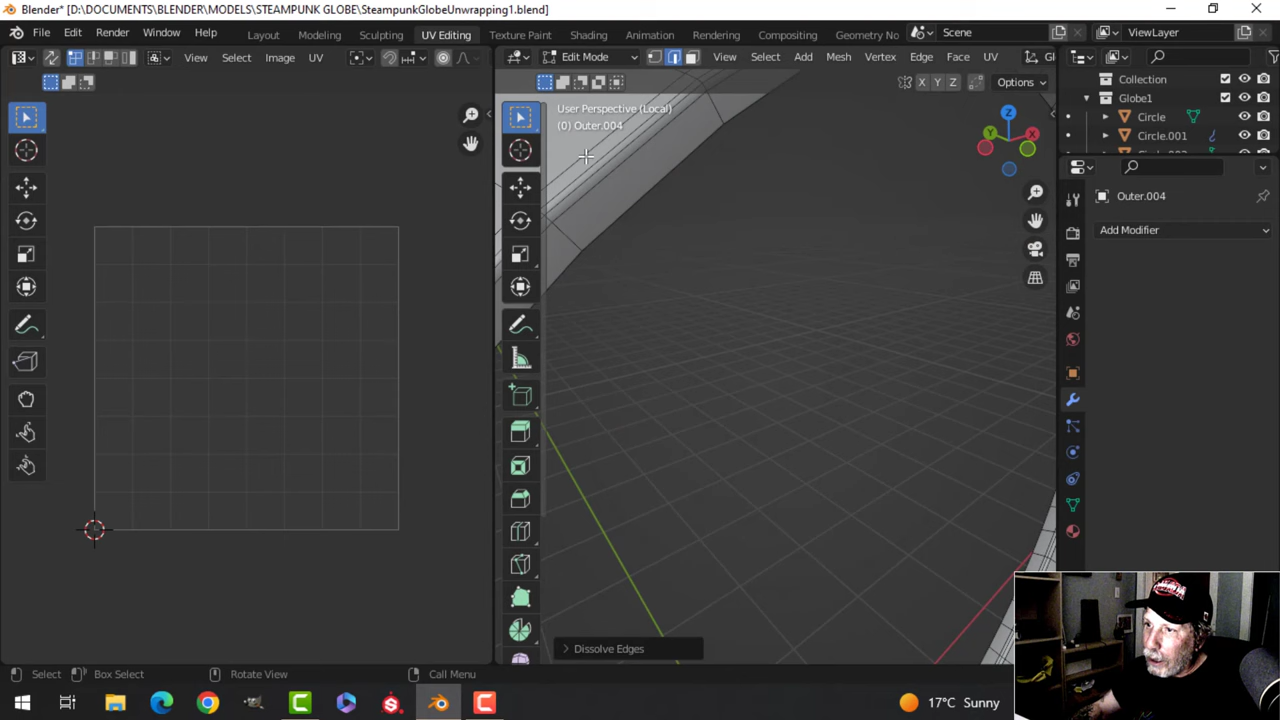 Blender* [D:\DOCUMENTS\BLENDER\MODELS\STEAMPUNK GLOBE\SteampunkGlobeUnwrapping1.blend]
File Edit Render Window Help Layout Modeling Sculpting UV Editing Texture Paint Shading Animation Rendering Compositing Geometry No Scene ViewLayer
View Select Image UV Edit Mode View Select Add Mesh Vertex Edge Face UV Gl
X Y Z Options
Collection
Globe1
Circle
Circle.001
User Perspective (Local)
(0) Outer.004
Z
Y
X
Outer.004
Add Modifier
Dissolve Edges
Select Box Select Rotate View Call Menu
17°C Sunny